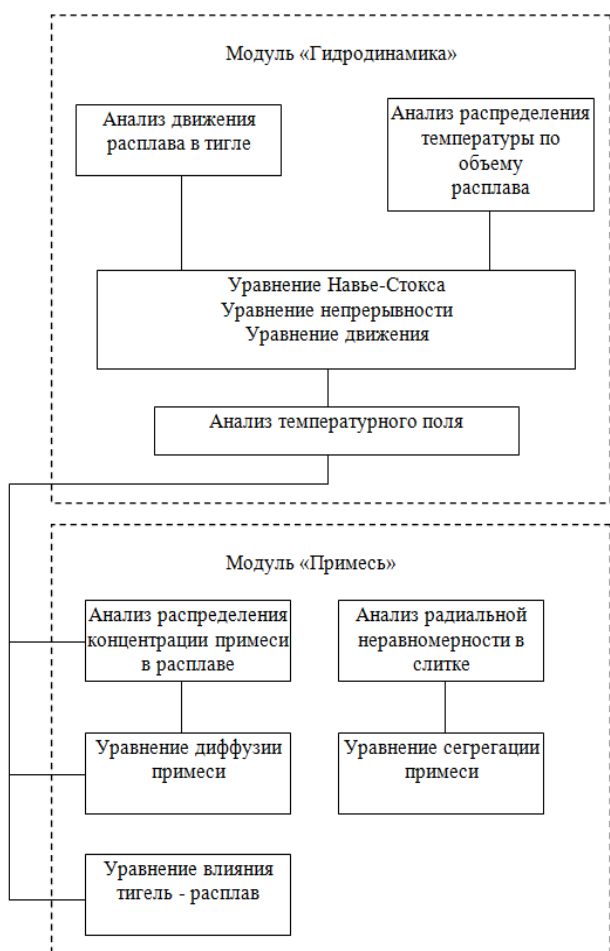 Модуль «Гидродинамика»
Анализ движения
расплава в тигле
Анализ распределения
температуры по
объему
расплава
Уравнение Навье-Стокса
Уравнение непрерывности
Уравнение движения
Анализ температурного поля
Модуль «Примесь»
Анализ распределения
концентрации примеси
в расплаве
Анализ радиальной
неравномерности в
слитке
Уравнение диффузии
примеси
Уравнение сегрегации
примеси
Уравнение влияния
тигель - расплав